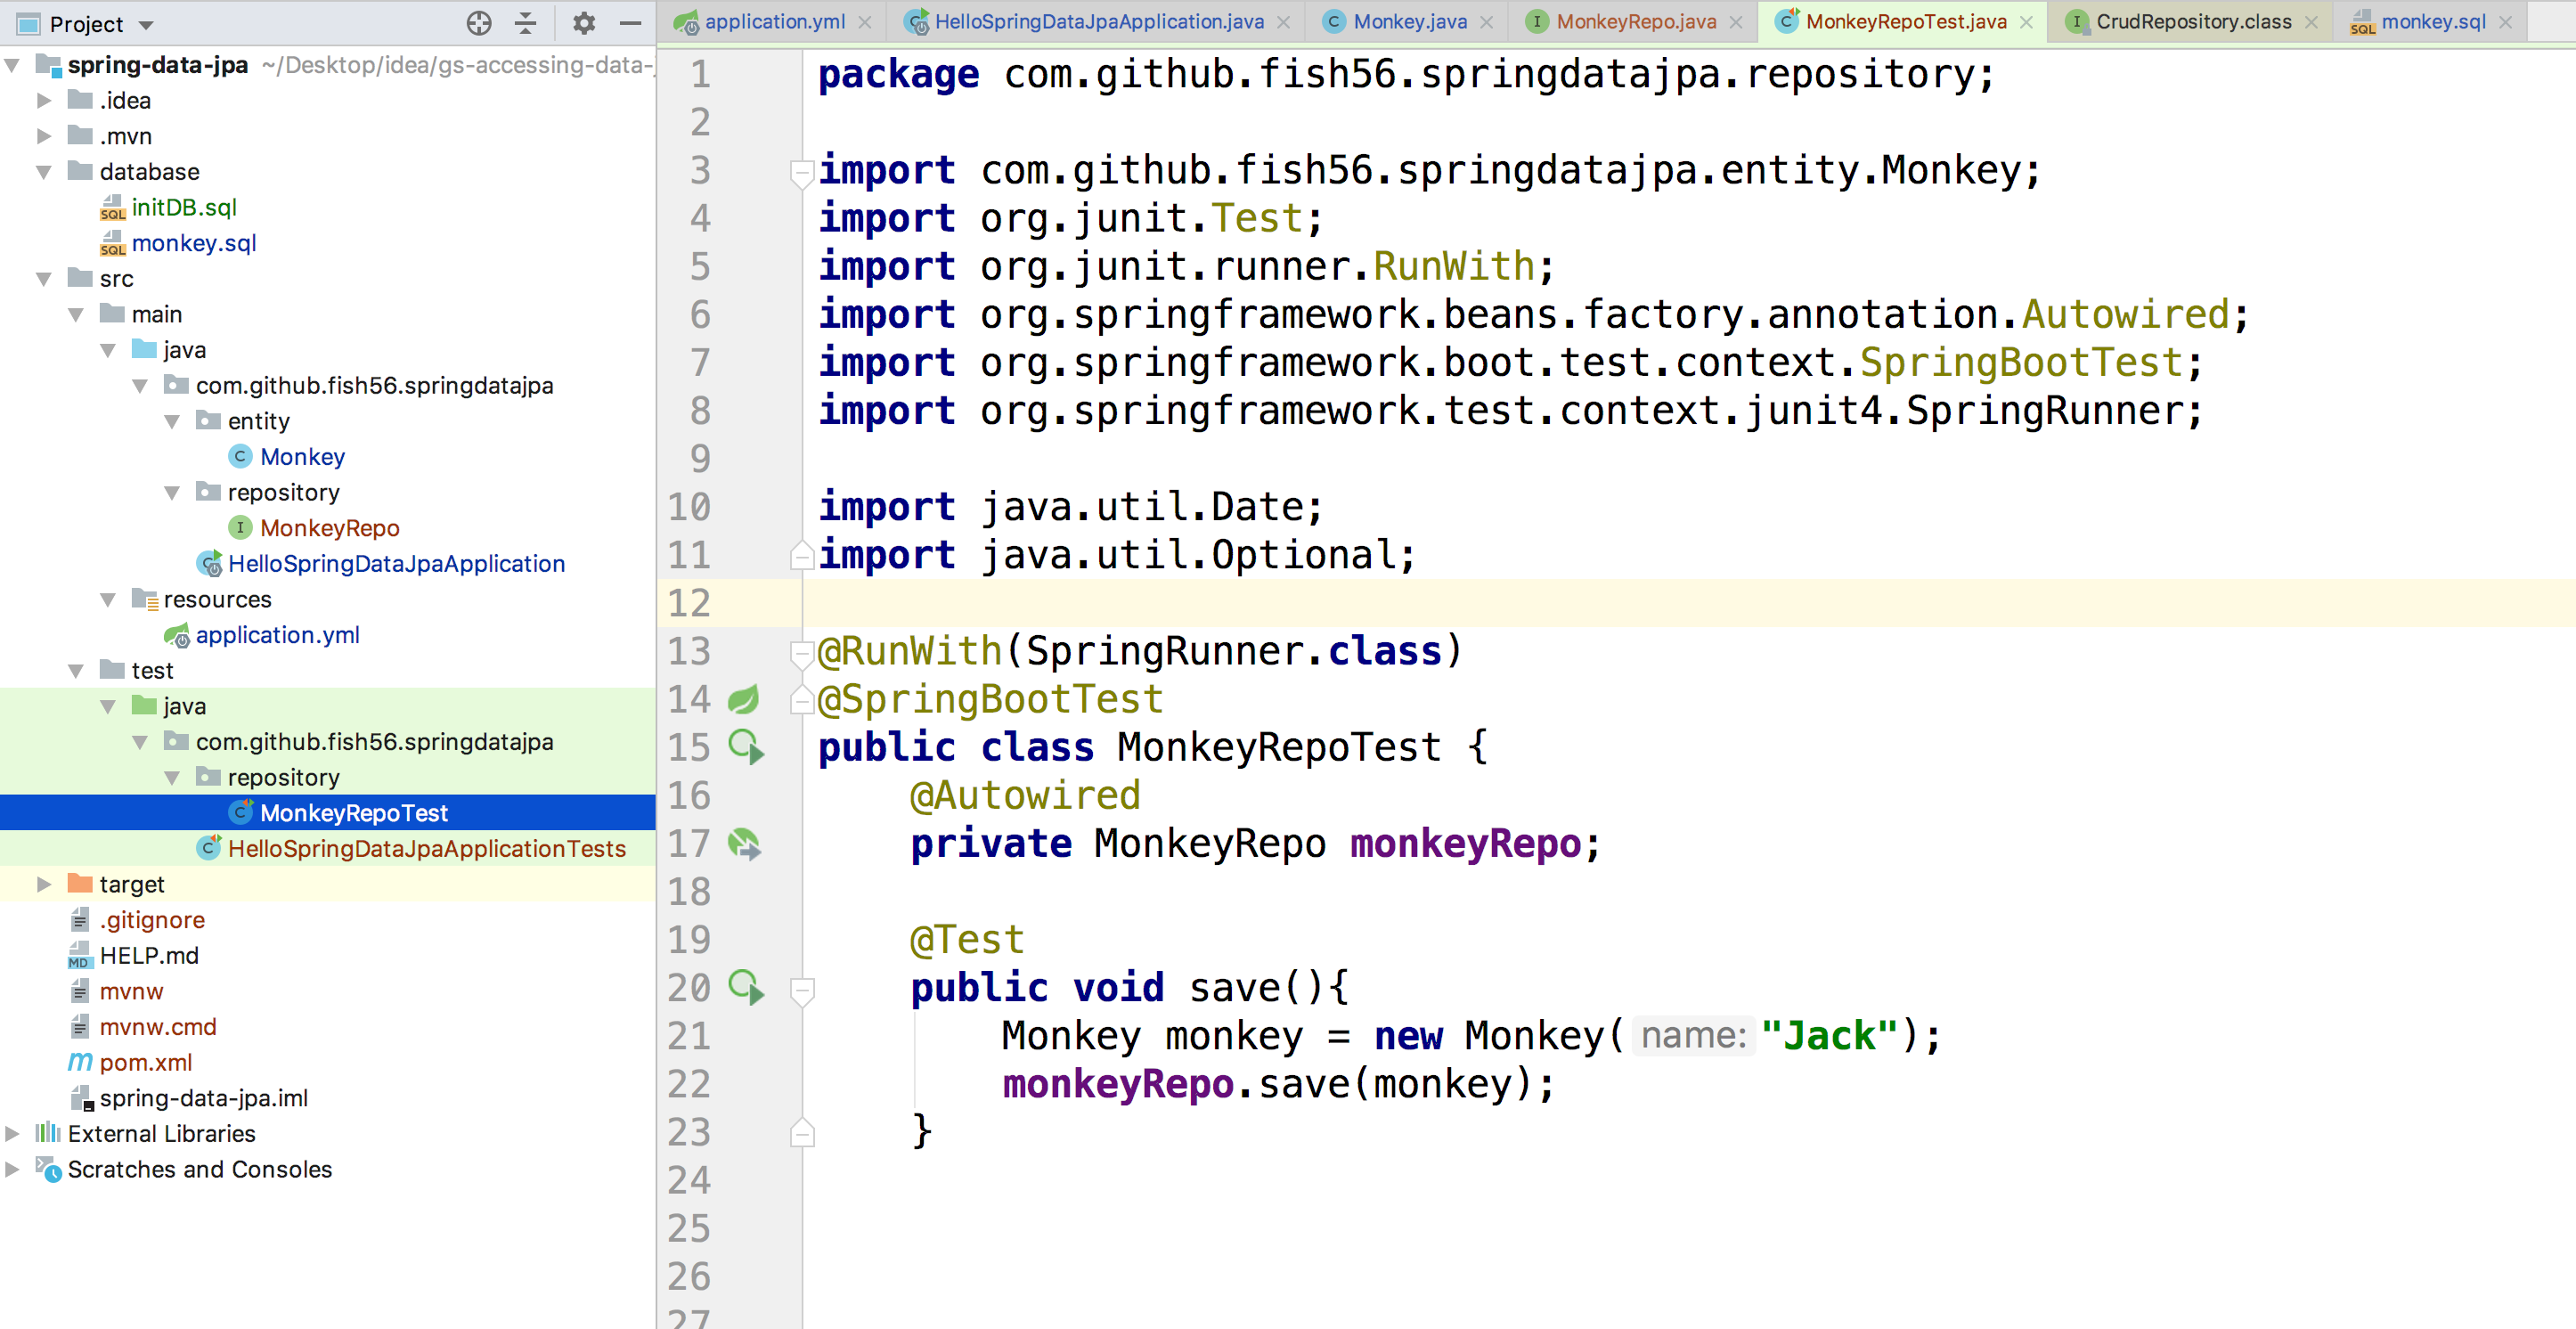 Project
spring-data-jpa ~/Desktop/idea/gs-accessing-data-
.idea
.mvn
database
initDB.sql
monkey.sql
src
main
java
com.github.fish56.springdatajpa
entity
Monkey
repository
MonkeyRepo
HelloSpringDataJpaApplication
resources
application.yml
test
java
com.github.fish56.springdatajpa
repository
MonkeyRepoTest
HelloSpringDataJpaApplicationTests
target
.gitignore
HELP.md
mvnw
mvnw.cmd
pom.xml
spring-data-jpa.iml
External Libraries
Scratches and Consoles
application.yml HelloSpringDataJpaApplication.java Monkey.java MonkeyRepo.java MonkeyRepoTest.java CrudRepository.class monkey.sql
1 package com.github.fish56.springdatajpa.repository;
2
3 import com.github.fish56.springdatajpa.entity.Monkey;
4 import org.junit.Test;
5 import org.junit.runner.RunWith;
6 import org.springframework.beans.factory.annotation.Autowired;
7 import org.springframework.boot.test.context.SpringBootTest;
8 import org.springframework.test.context.junit4.SpringRunner;
9
10 import java.util.Date;
11 import java.util.Optional;
12
13 @RunWith(SpringRunner.class)
14 @SpringBootTest
15 public class MonkeyRepoTest {
16 @Autowired
17 private MonkeyRepo monkeyRepo;
18
19 @Test
20 public void save(){
21 Monkey monkey = new Monkey( name: "Jack");
22 monkeyRepo.save(monkey);
23 }
24
25
26
27